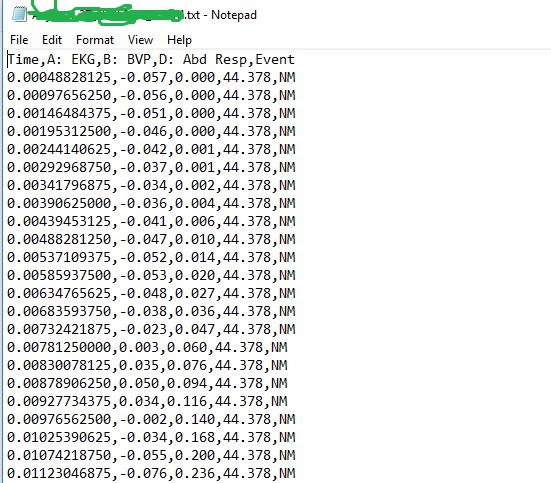 .txt - Notepad
File Edit Format View Help
Time,A: EKG,B: BVP,D: Abd Resp,Event
0.00048828125,-0.057,0.000,44.378,NM
0.00097656250,-0.056,0.000,44.378,NM
0.00146484375,-0.051,0.000,44.378,NM
0.00195312500,-0.046,0.000,44.378,NM
0.00244140625,-0.042,0.001,44.378,NM
0.00292968750,-0.037,0.001,44.378,NM
0.00341796875,-0.034,0.002,44.378,NM
0.00390625000,-0.036,0.004,44.378,NM
0.00439453125,-0.041,0.006,44.378,NM
0.00488281250,-0.047,0.010,44.378,NM
0.00537109375,-0.052,0.014,44.378,NM
0.00585937500,-0.053,0.020,44.378,NM
0.00634765625,-0.048,0.027,44.378,NM
0.00683593750,-0.038,0.036,44.378,NM
0.00732421875,-0.023,0.047,44.378,NM
0.00781250000,0.003,0.060,44.378,NM
0.00830078125,0.035,0.076,44.378,NM
0.00878906250,0.050,0.094,44.378,NM
0.00927734375,0.034,0.116,44.378,NM
0.00976562500,-0.002,0.140,44.378,NM
0.01025390625,-0.034,0.168,44.378,NM
0.01074218750,-0.055,0.200,44.378,NM
0.01123046875,-0.076,0.236,44.378,NM